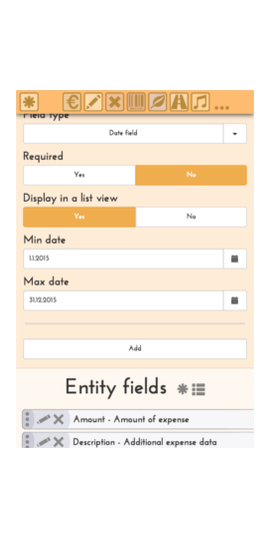 Field type
Date field
Required
Yes No
Display in a list view
Yes No
Min date
1.1.2015
Max date
31.12.2015
Add
Entity fields
Amount - Amount of expense
Description - Additional expense data